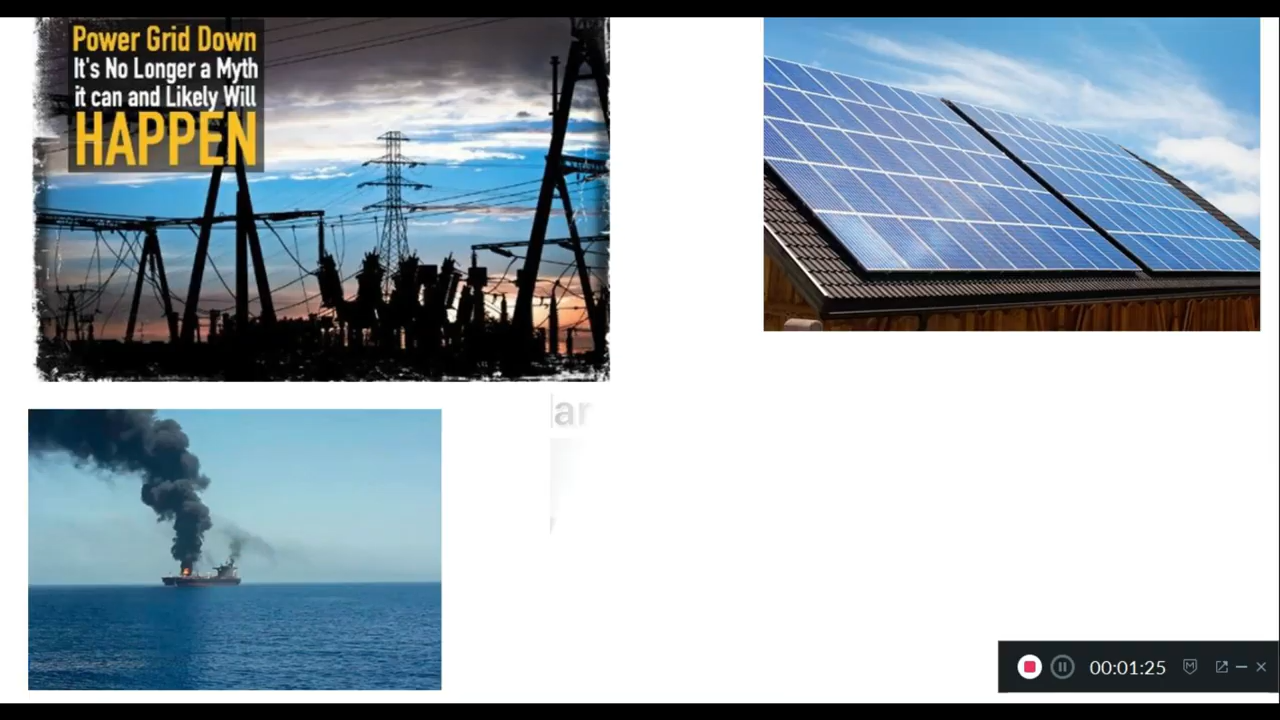 Power Grid Down
It's No Longer a Myth
it can and Likely Will
HAPPEN
00:01:25